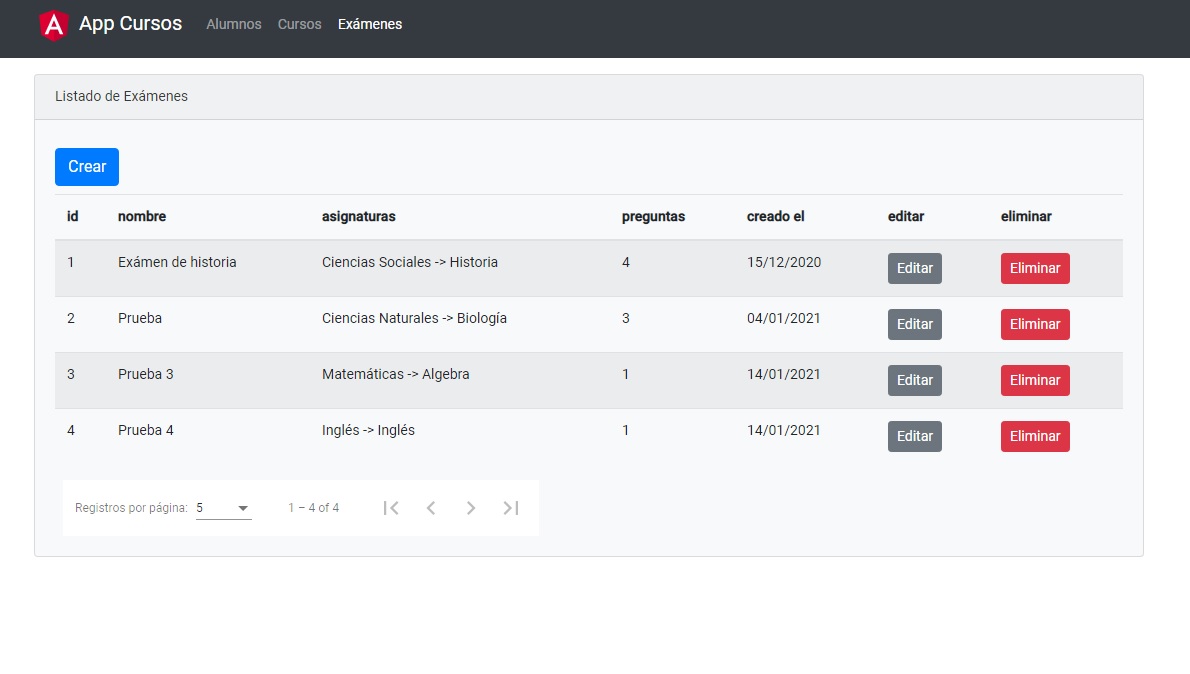 App Cursos Alumnos Cursos Exámenes
Listado de Exámenes
Crear
id nombre asignaturas preguntas creado el editar eliminar
1 Exámen de historia Ciencias Sociales -> Historia 4 15/12/2020 Editar Eliminar
2 Prueba Ciencias Naturales -> Biología 3 04/01/2021 Editar Eliminar
3 Prueba 3 Matemáticas -> Algebra 1 14/01/2021 Editar Eliminar
4 Prueba 4 Inglés -> Inglés 1 14/01/2021 Editar Eliminar
Registros por página: 5 1 – 4 of 4